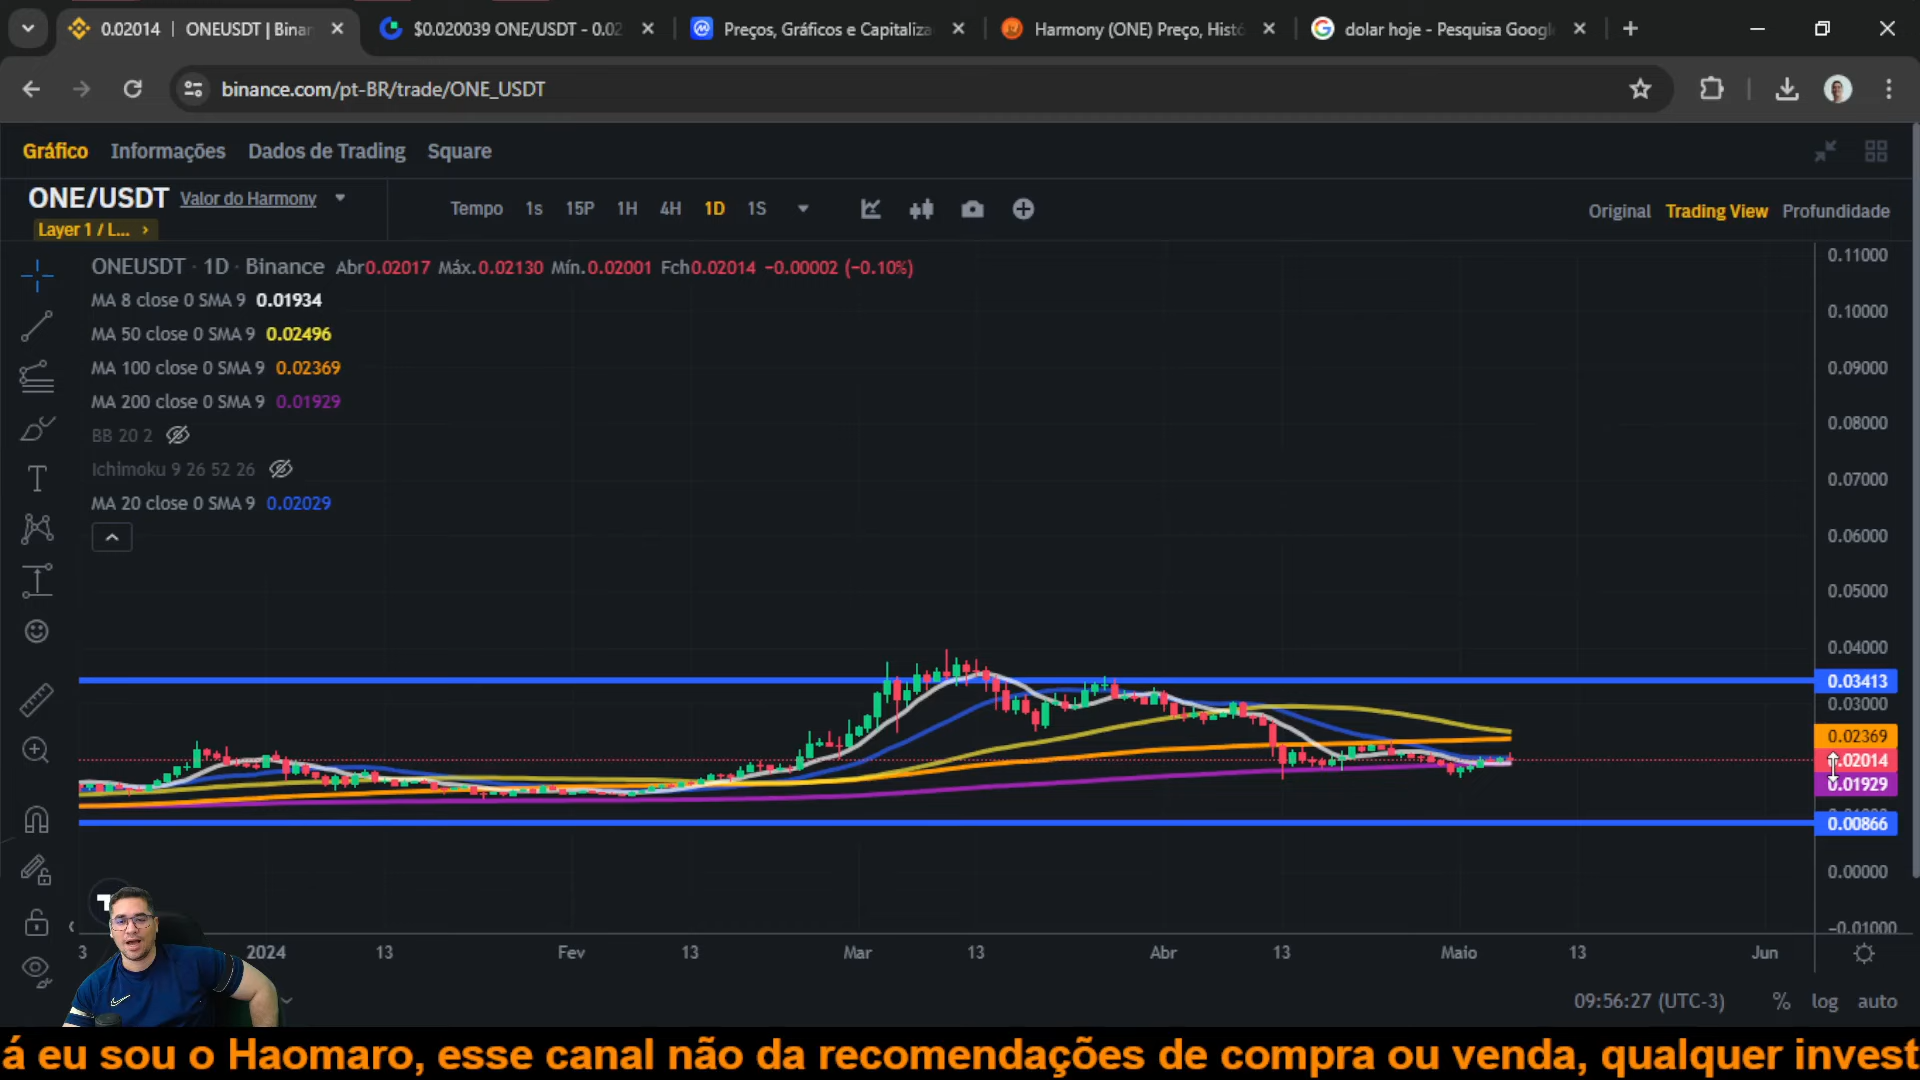 0.02014 | ONEUSDT | Binan
$0.020039 ONE/USDT - 0.02
Preços, Gráficos e Capitaliza
Harmony (ONE) Preço, Histó
dolar hoje - Pesquisa Googl
binance.com/pt-BR/trade/ONE_USDT
Gráfico Informações Dados de Trading Square
ONE/USDT Valor do Harmony
Layer 1 / L... ›
Tempo 1s 15P 1H 4H 1D 1S
Original Trading View Profundidade
ONEUSDT · 1D · Binance Abr0.02017 Máx.0.02130 Mín.0.02001 Fch0.02014 −0.00002 (−0.10%)
MA 8 close 0 SMA 9 0.01934
MA 50 close 0 SMA 9 0.02496
MA 100 close 0 SMA 9 0.02369
MA 200 close 0 SMA 9 0.01929
BB 20 2
Ichimoku 9 26 52 26
MA 20 close 0 SMA 9 0.02029
0.11000
0.10000
0.09000
0.08000
0.07000
0.06000
0.05000
0.04000
0.03413
0.03000
0.02369
0.02014
0.01929
0.00866
0.00000
−0.01000
3 2024 13 Fev 13 Mar 13 Abr 13 Maio 13 Jun
09:56:27 (UTC-3) % log auto
á eu sou o Haomaro, esse canal não da recomendações de compra ou venda, qualquer invest